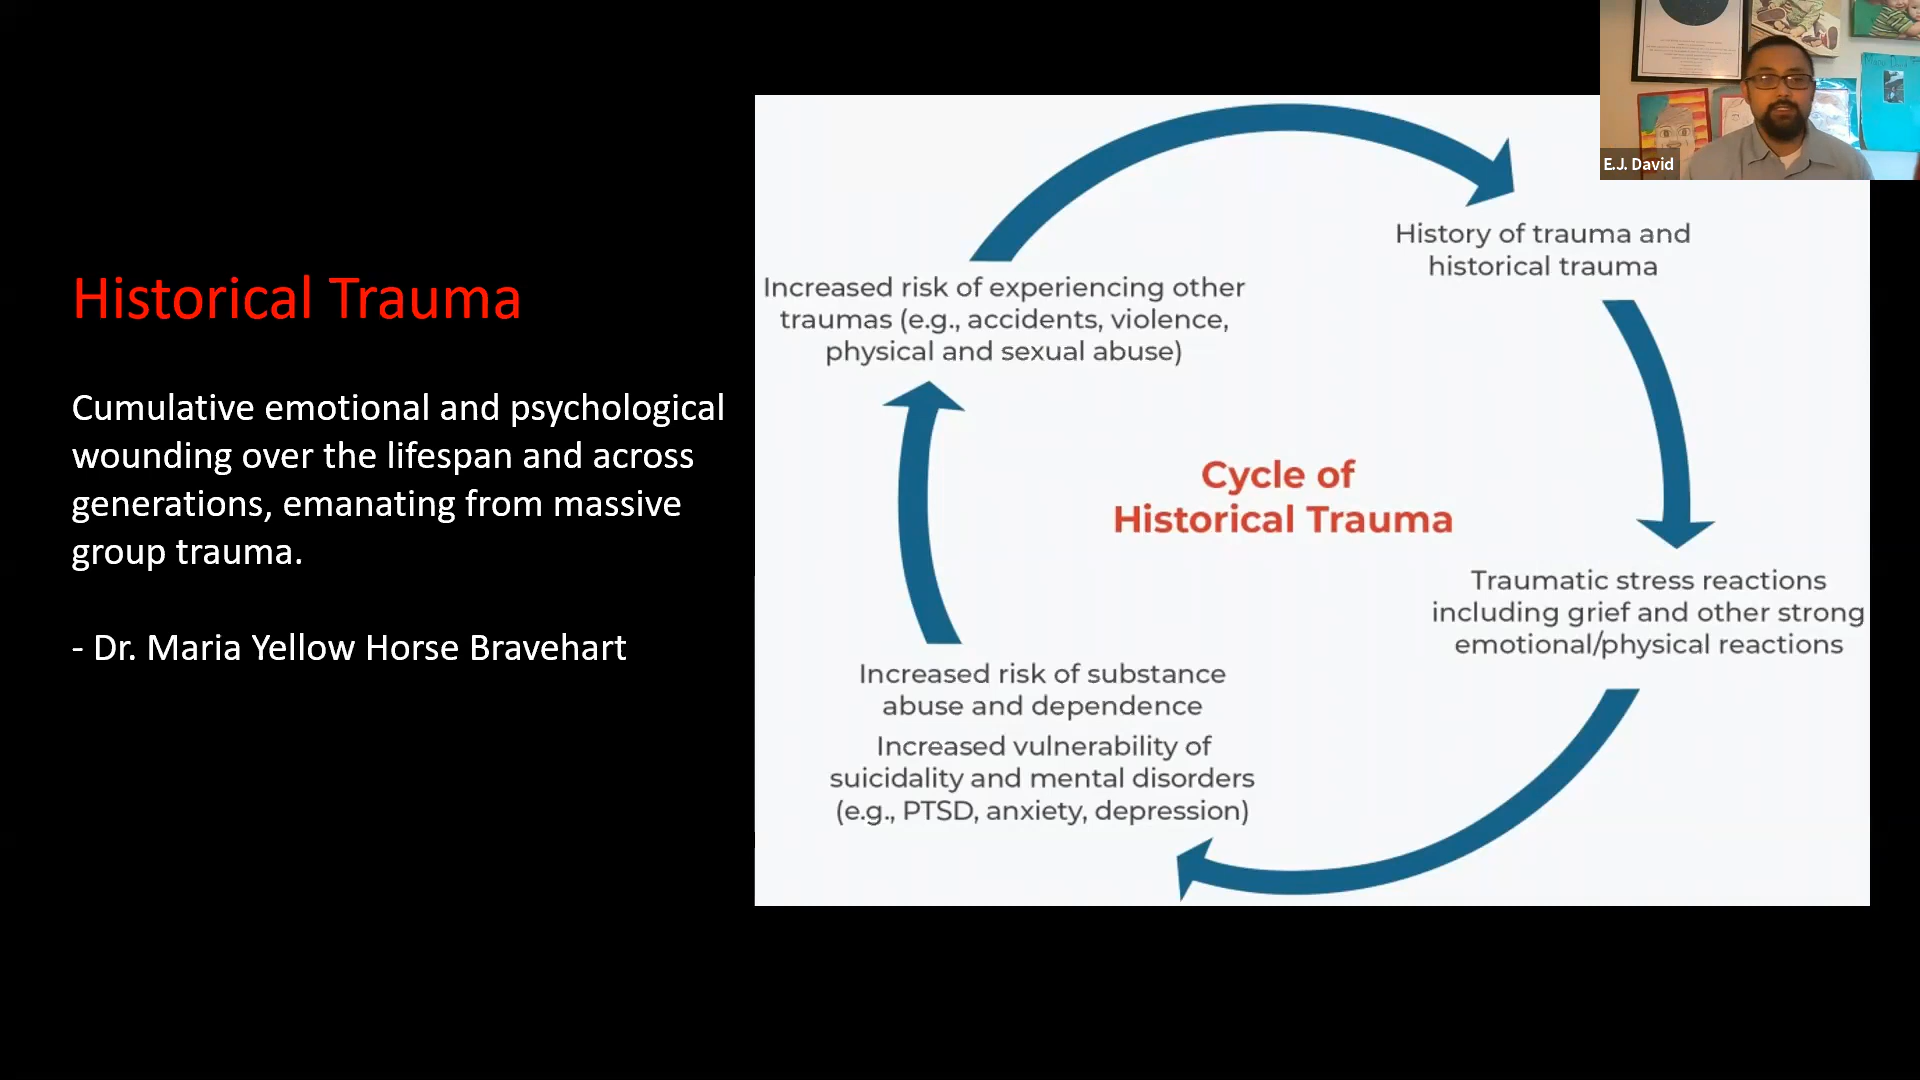 Historical Trauma
Cumulative emotional and psychological
wounding over the lifespan and across
generations, emanating from massive
group trauma.
- Dr. Maria Yellow Horse Bravehart
History of trauma and
historical trauma
Traumatic stress reactions
including grief and other strong
emotional/physical reactions
Increased risk of substance
abuse and dependence
Increased vulnerability of
suicidality and mental disorders
(e.g., PTSD, anxiety, depression)
Increased risk of experiencing other
traumas (e.g., accidents, violence,
physical and sexual abuse)
Cycle of
Historical Trauma
E.J. David